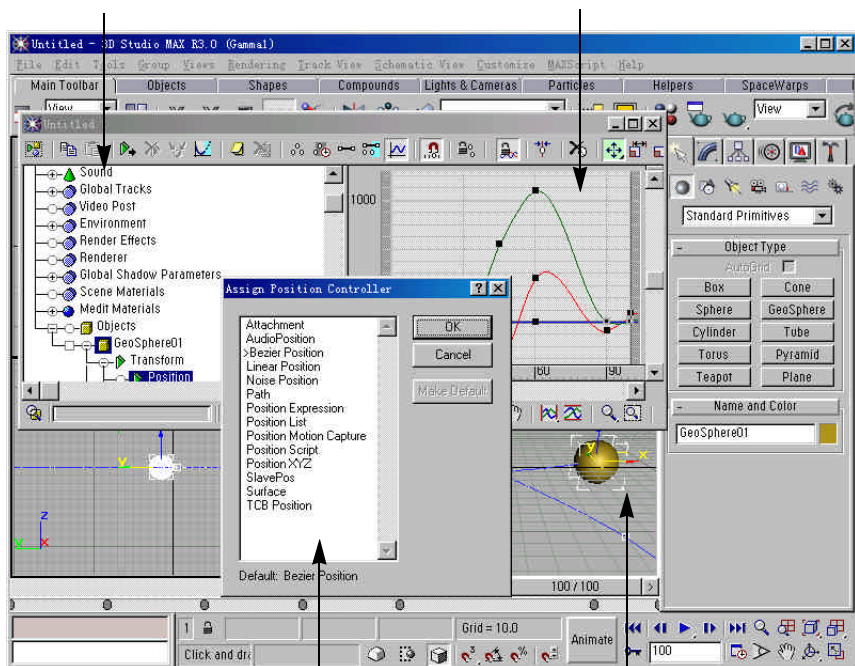 Untitled - 3D Studio MAX R3.0 (Gamma1)
File Edit Tools Group Views Rendering Track View Schematic View Customize MAXScript Help
Main Toolbar Objects Shapes Compounds Lights & Cameras Particles Helpers SpaceWarps
View View
Untitled
Sound
Global Tracks
Video Post
Environment
Render Effects
Renderer
Global Shadow Parameters
Scene Materials
Medit Materials
Objects
GeoSphere01
Transform
Position
1000
60 90
Assign Position Controller
Attachment
AudioPosition
>Bezier Position
Linear Position
Noise Position
Path
Position Expression
Position List
Position Motion Capture
Position Script
Position XYZ
SlavePos
Surface
TCB Position
OK
Cancel
Make Default
Default: Bezier Position
Standard Primitives
Object Type
AutoGrid
Box Cone
Sphere GeoSphere
Cylinder Tube
Torus Pyramid
Teapot Plane
Name and Color
GeoSphere01
y
z
y x
y x
100 / 100
1
Grid = 10.0
Animate
Click and dra
100